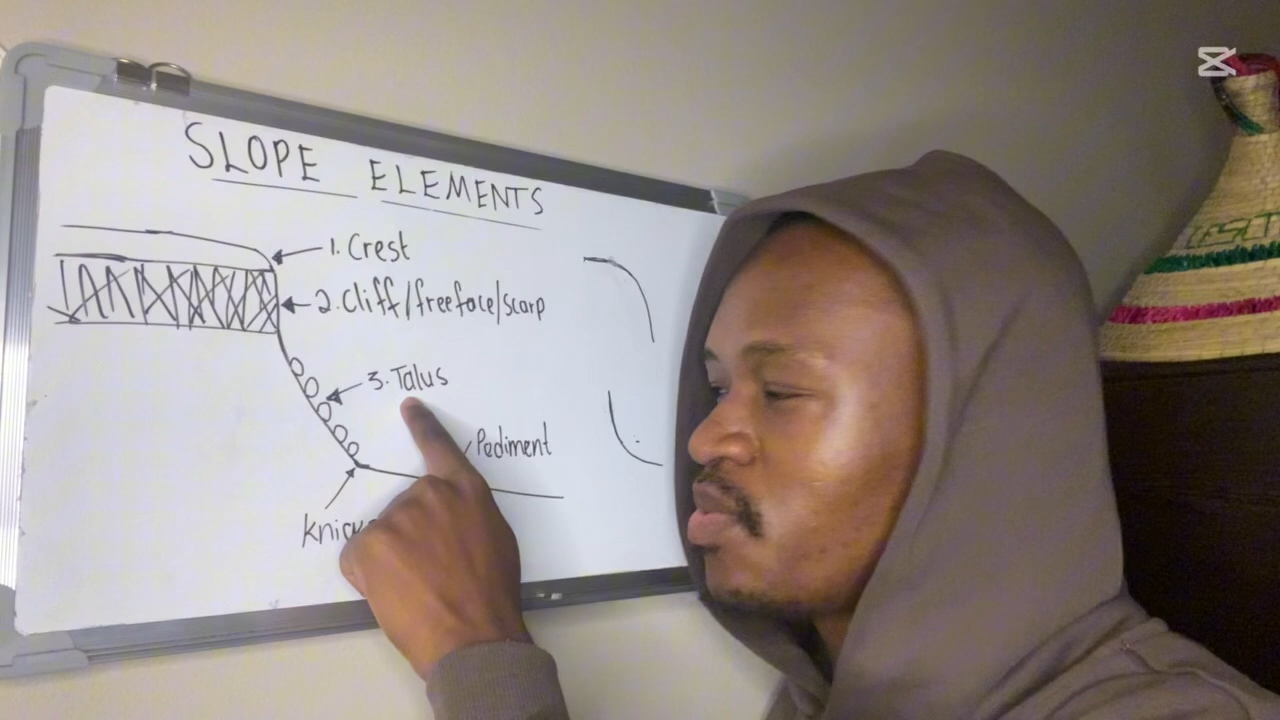 SLOPE ELEMENTS
1. Crest
2. Cliff/freeface/scarp
3. Talus
Pediment